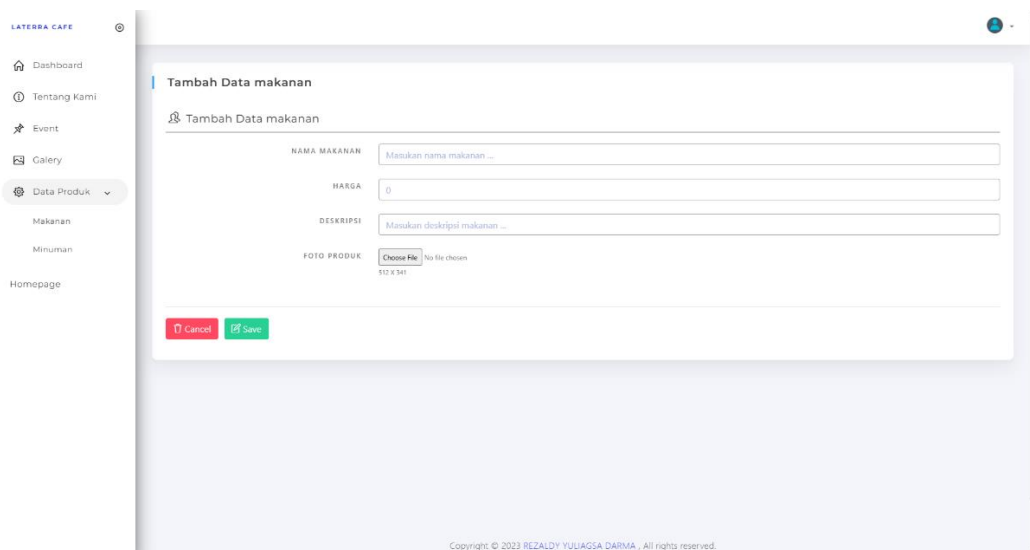 LATERRA CAFE
Dashboard
Tentang Kami
Event
Galery
Data Produk
Makanan
Minuman
Homepage
Tambah Data makanan
Tambah Data makanan
NAMA MAKANAN
Masukan nama makanan ...
HARGA
0
DESKRIPSI
Masukan deskripsi makanan ...
FOTO PRODUK
Choose File No file chosen
512 X 341
Cancel Save
Copyright © 2023 REZALDY YULIAGSA DARMA , All rights reserved.